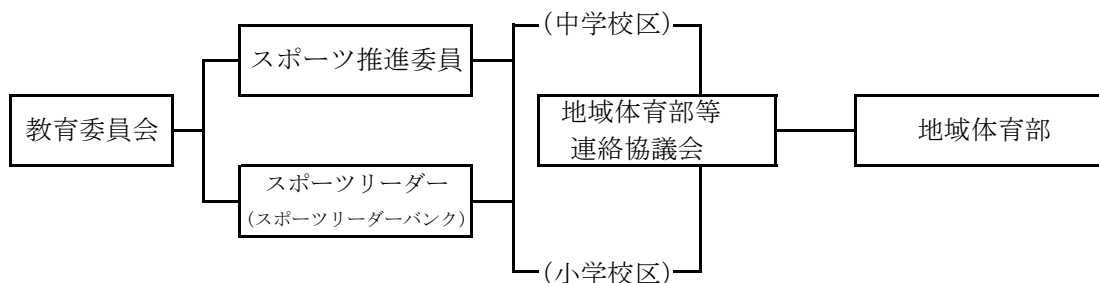 教育委員会
スポーツ推進委員
スポーツリーダー
(スポーツリーダーバンク)
(中学校区)
地域体育部等
連絡協議会
(小学校区)
地域体育部